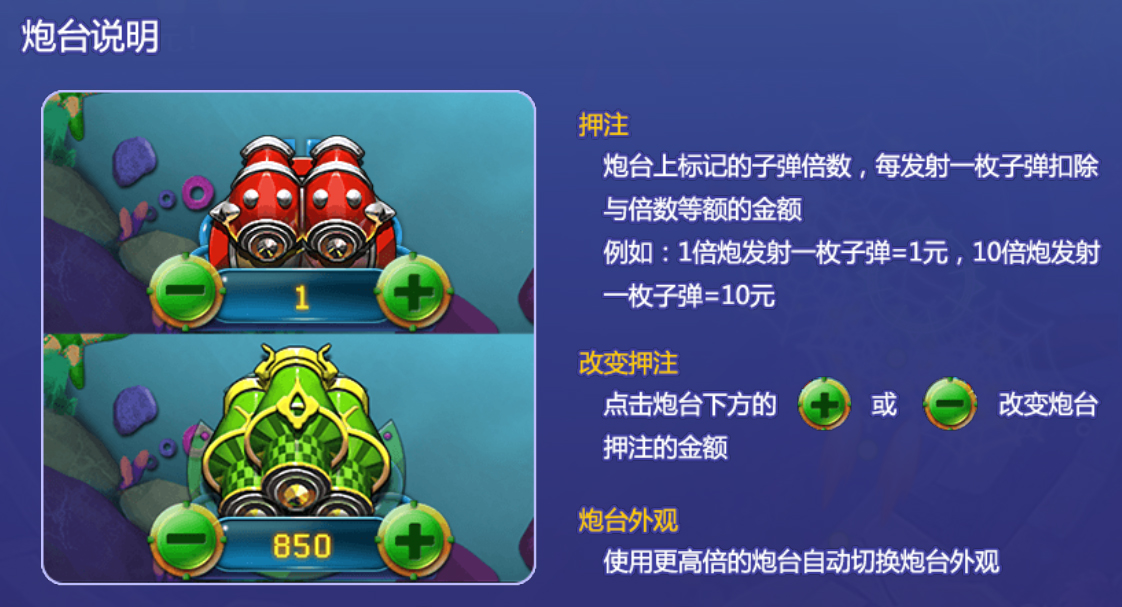 炮台说明
1
850
押注
炮台上标记的子弹倍数，每发射一枚子弹扣除
与倍数等额的金额
例如：1倍炮发射一枚子弹=1元，10倍炮发射
一枚子弹=10元
改变押注
点击炮台下方的 + 或 - 改变炮台
押注的金额
炮台外观
使用更高倍的炮台自动切换炮台外观